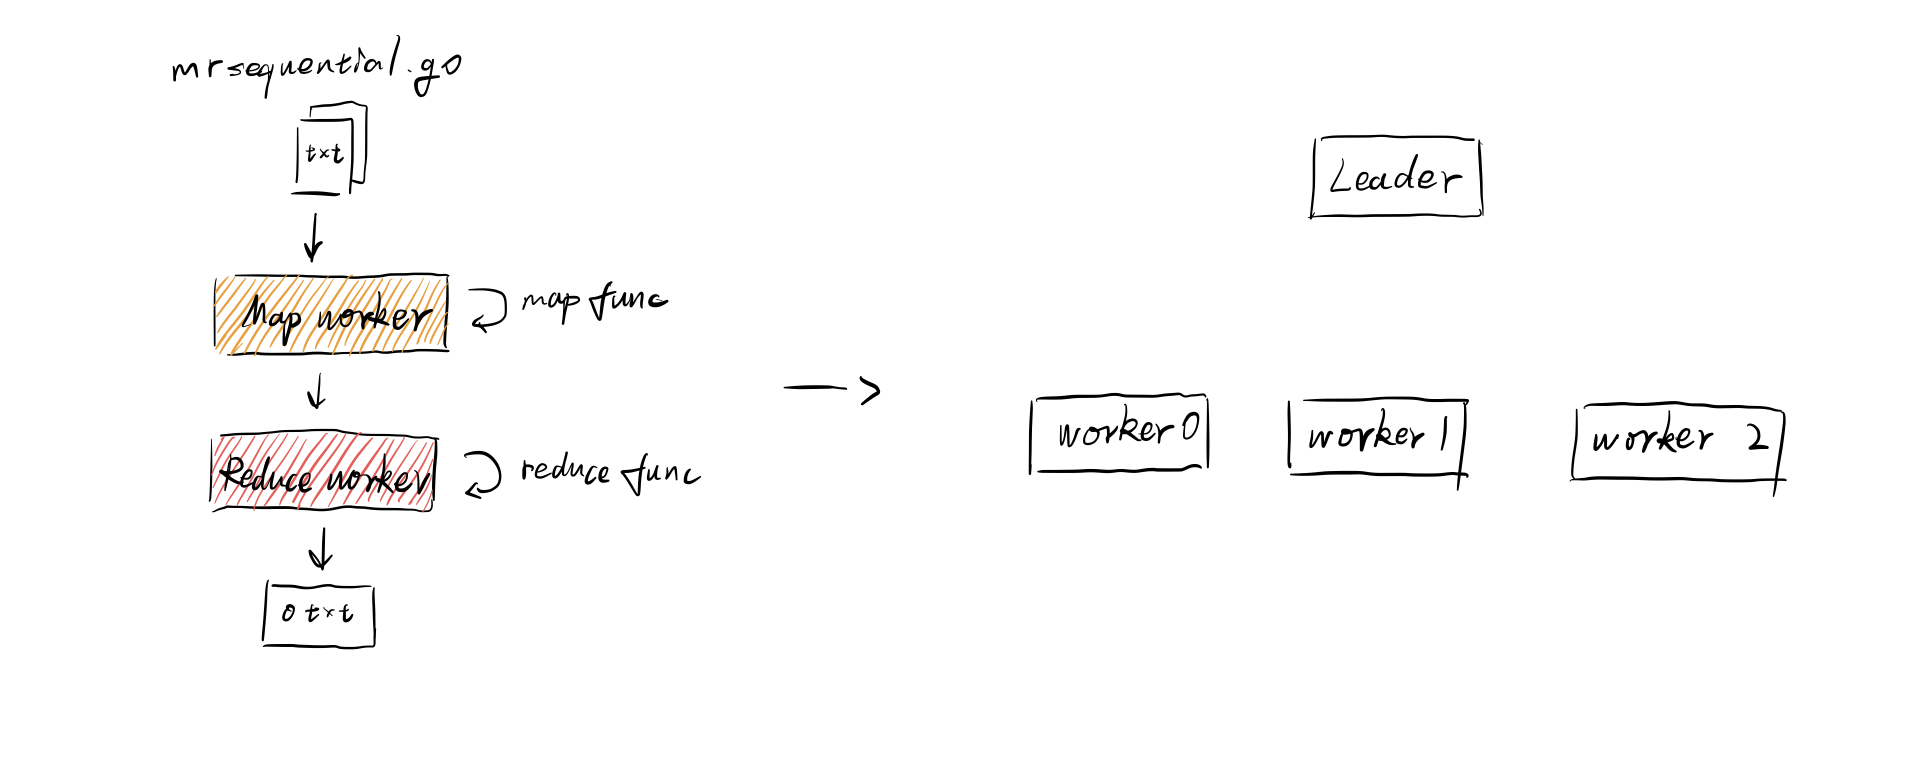 mrsequential.go
txt
Map worker
map func
Reduce worker
reduce func
0 txt
Leader
worker 0
worker 1
worker 2